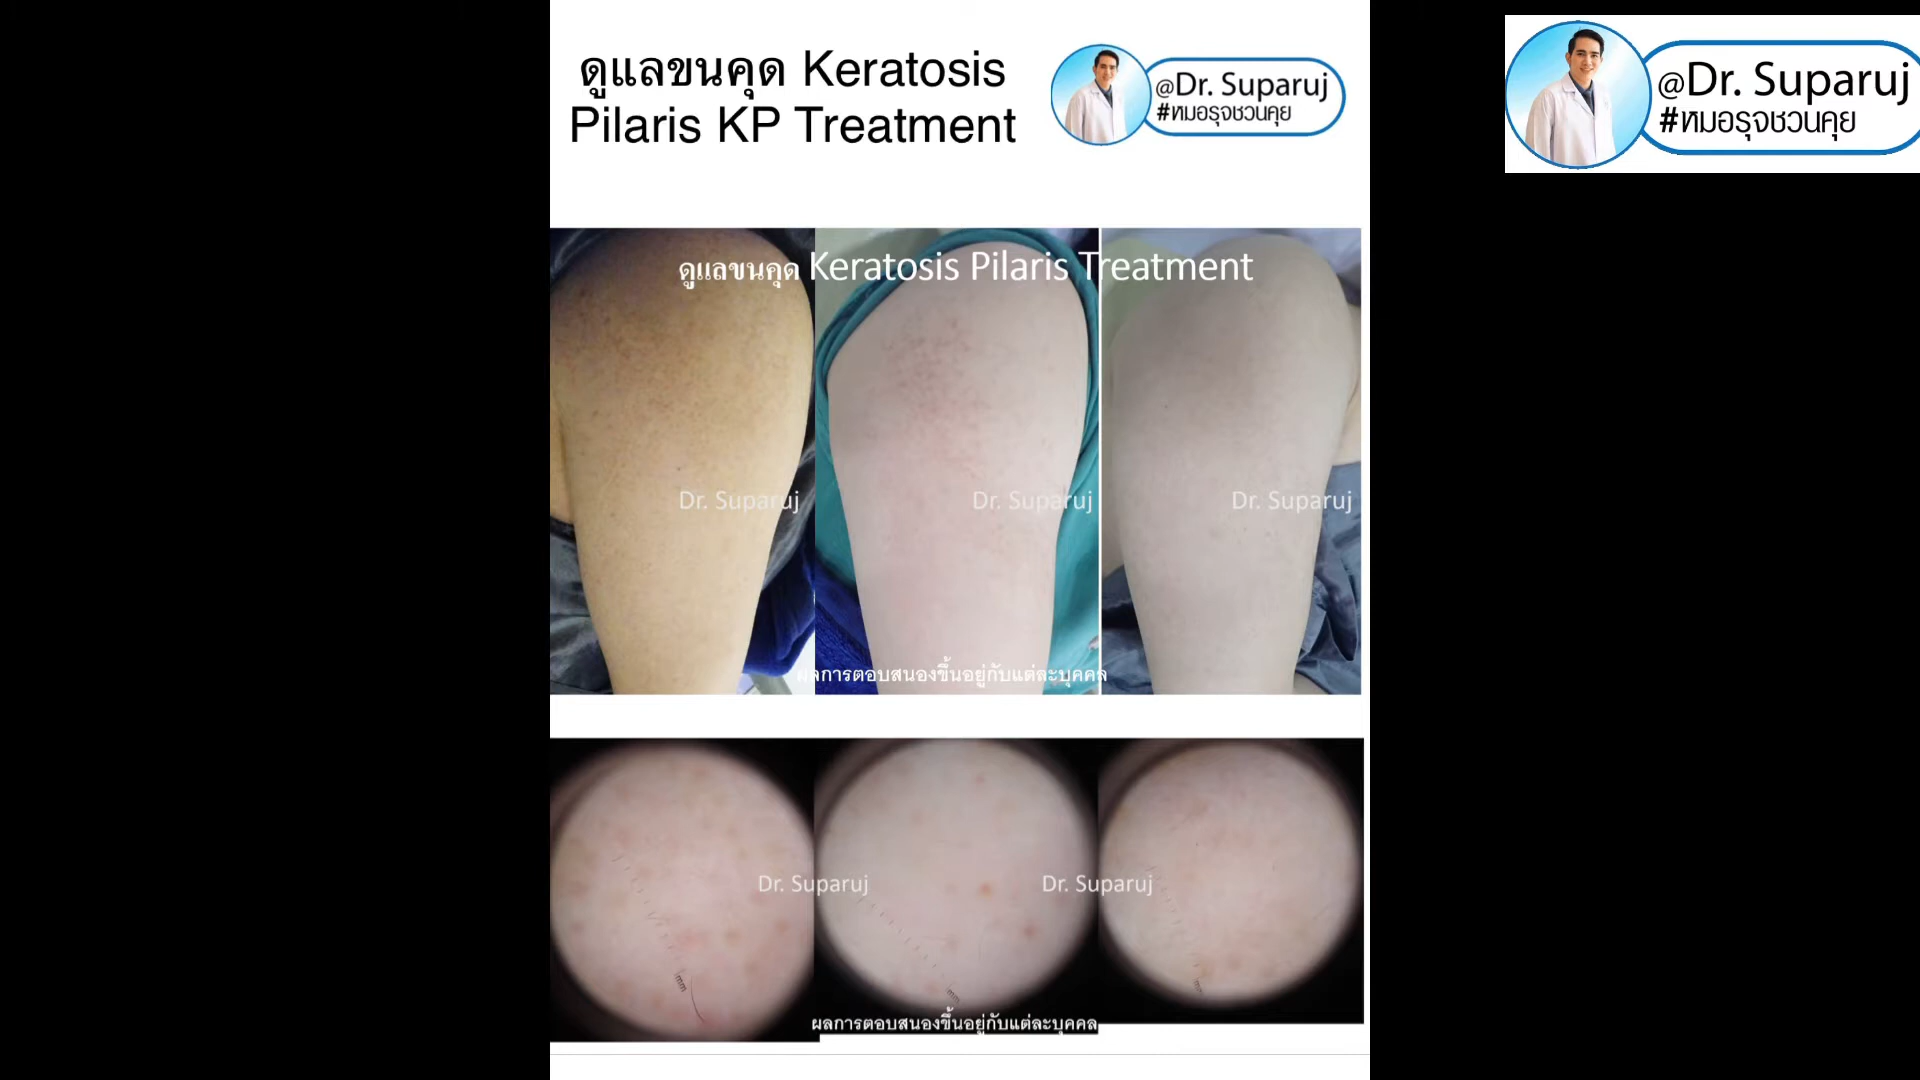 ดูแลขนคุด Keratosis
Pilaris KP Treatment
@Dr. Suparuj
#หมอรุจชวนคุย
@Dr. Suparuj
#หมอรุจชวนคุย
ดูแลขนคุด Keratosis Pilaris Treatment
Dr. Suparuj
Dr. Suparuj
Dr. Suparuj
ผลการตอบสนองขึ้นอยู่กับแต่ละบุคคล
Dr. Suparuj
Dr. Suparuj
mm
mm
mm
ผลการตอบสนองขึ้นอยู่กับแต่ละบุคคล